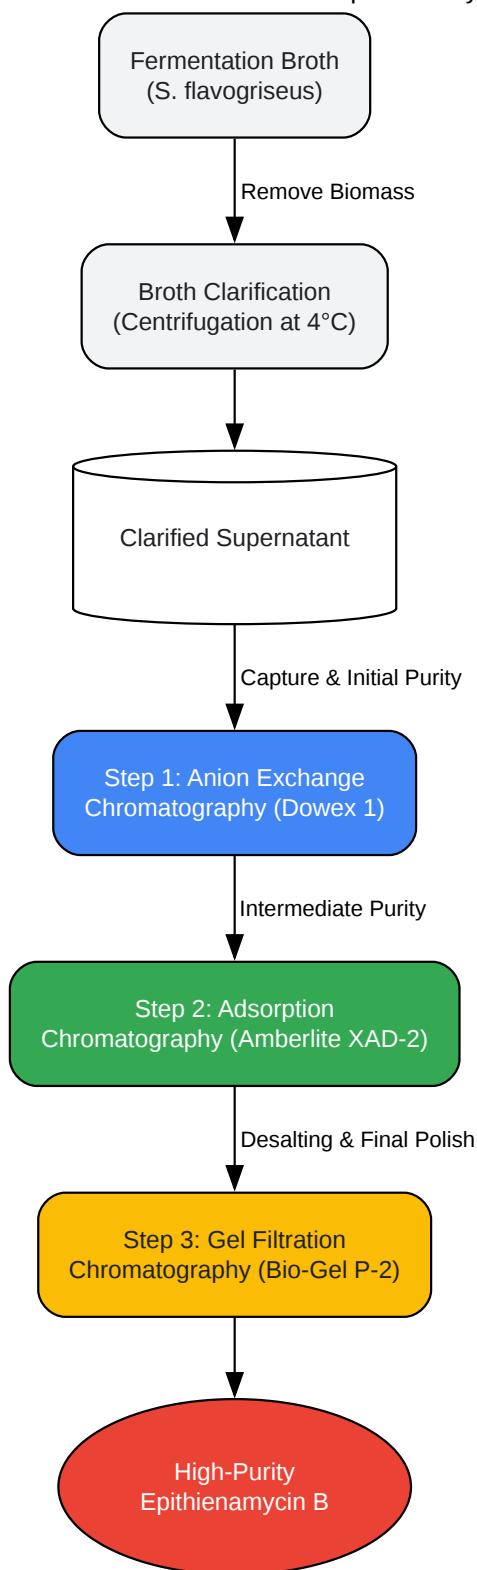 Fermentation Broth
(S. flavogriseus)
Remove Biomass
Broth Clarification
(Centrifugation at 4°C)
Clarified Supernatant
Capture & Initial Purity
Step 1: Anion Exchange
Chromatography (Dowex 1)
Intermediate Purity
Step 2: Adsorption
Chromatography (Amberlite XAD-2)
Desalting & Final Polish
Step 3: Gel Filtration
Chromatography (Bio-Gel P-2)
High-Purity
Epithienamycin B